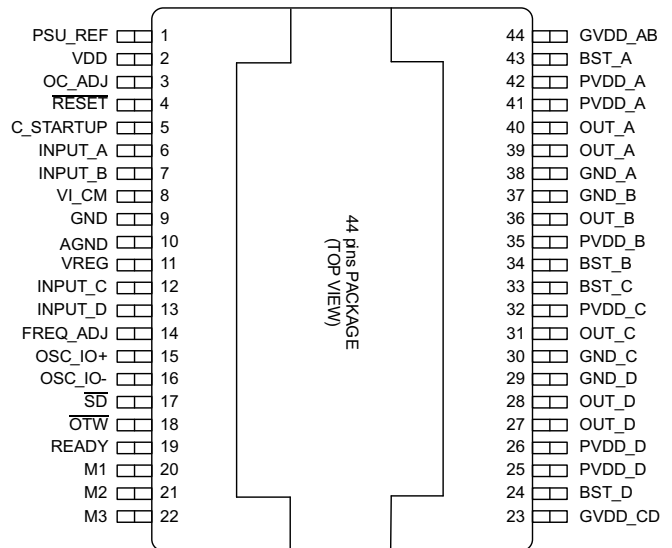 PSU_REF 1
VDD 2
OC_ADJ 3
RESET 4
C_STARTUP 5
INPUT_A 6
INPUT_B 7
VI_CM 8
GND 9
AGND 10
VREG 11
INPUT_C 12
INPUT_D 13
FREQ_ADJ 14
OSC_IO+ 15
OSC_IO- 16
SD 17
OTW 18
READY 19
M1 20
M2 21
M3 22
44 pins PACKAGE
(TOP VIEW)
44 GVDD_AB
43 BST_A
42 PVDD_A
41 PVDD_A
40 OUT_A
39 OUT_A
38 GND_A
37 GND_B
36 OUT_B
35 PVDD_B
34 BST_B
33 BST_C
32 PVDD_C
31 OUT_C
30 GND_C
29 GND_D
28 OUT_D
27 OUT_D
26 PVDD_D
25 PVDD_D
24 BST_D
23 GVDD_CD